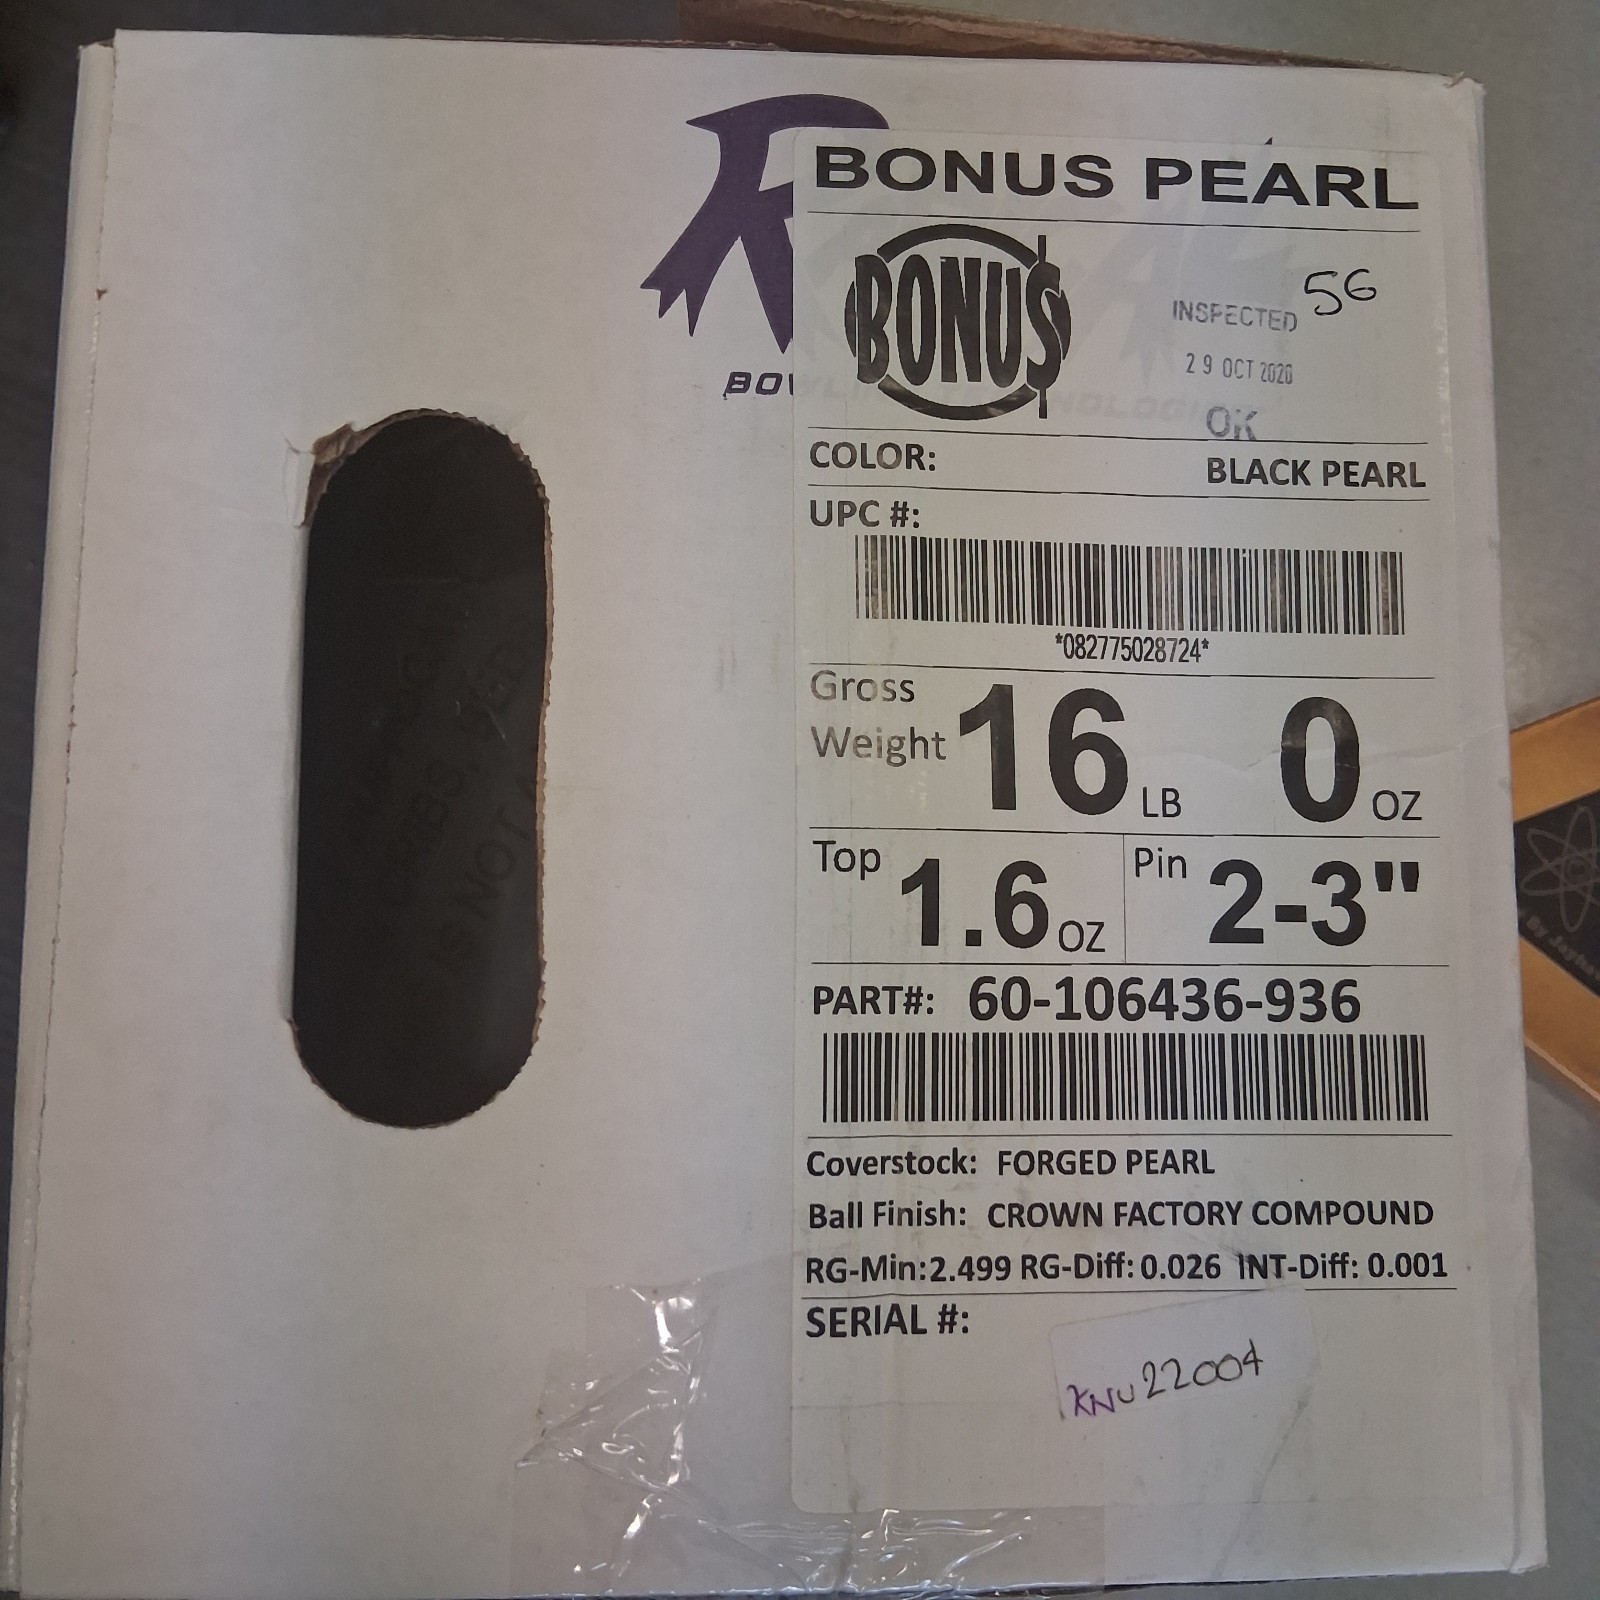 BONUS PEARL
BONUS
INSPECTED 56
29 OCT 2020
OK
BOW
COLOR: BLACK PEARL
UPC #:
*082775028724*
Gross Weight 16 LB 0 OZ
Top 1.6 OZ Pin 2-3"
PART#: 60-106436-936
Coverstock: FORGED PEARL
Ball Finish: CROWN FACTORY COMPOUND
RG-Min:2.499 RG-Diff: 0.026 INT-Diff: 0.001
SERIAL #:
KNU22004